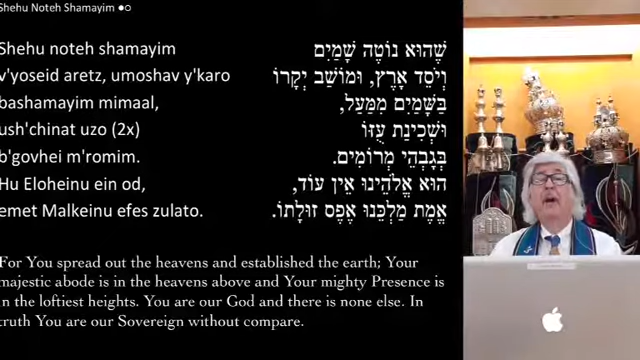 Shehu Noteh Shamayim ●○
Shehu noteh shamayim
v'yoseid aretz, umoshav y'karo
bashamayim mimaal,
ush'chinat uzo (2x)
b'govhei m'romim.
Hu Eloheinu ein od,
emet Malkeinu efes zulato.
שֶׁהוּא נוֹטֶה שָׁמַיִם
וְיֹסֵד אָרֶץ, וּמוֹשַׁב יְקָרוֹ
בַּשָּׁמַיִם מִמַּעַל,
וּשְׁכִינַת עֻזּוֹ
בְּגָבְהֵי מְרוֹמִים.
הוּא אֱלֹהֵינוּ אֵין עוֹד,
אֱמֶת מַלְכֵּנוּ אֶפֶס זוּלָתוֹ.
For You spread out the heavens and established the earth; Your
majestic abode is in the heavens above and Your mighty Presence is
in the loftiest heights. You are our God and there is none else. In
truth You are our Sovereign without compare.